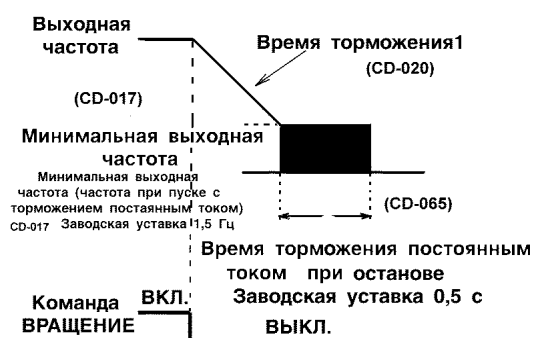 Выходная
частота
Время торможения1
(CD-020)
(CD-017)
Минимальная выходная
частота
Минимальная выходная
частота (частота при пуске с
торможением постаянным током)
CD-017 Заводская уставка 1,5 Гц
(CD-065)
Время торможения постоянным
током при останове
Заводская уставка 0,5 с
Команда
ВРАЩЕНИЕ
ВКЛ.
ВЫКЛ.